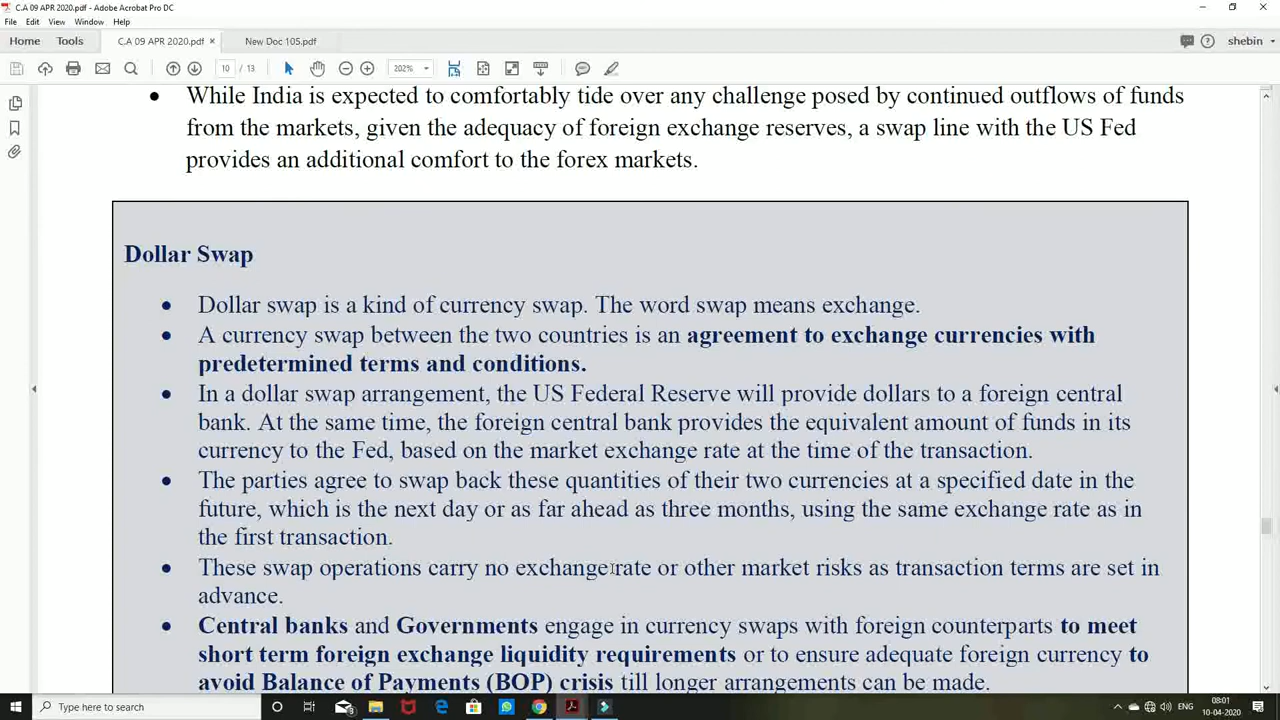 C.A 09 APR 2020.pdf - Adobe Acrobat Pro DC
File Edit View Window Help
Home Tools C.A 09 APR 2020.pdf × New Doc 105.pdf shebin
10 / 13 202%
• While India is expected to comfortably tide over any challenge posed by continued outflows of funds
from the markets, given the adequacy of foreign exchange reserves, a swap line with the US Fed
provides an additional comfort to the forex markets.
Dollar Swap
• Dollar swap is a kind of currency swap. The word swap means exchange.
• A currency swap between the two countries is an agreement to exchange currencies with
predetermined terms and conditions.
• In a dollar swap arrangement, the US Federal Reserve will provide dollars to a foreign central
bank. At the same time, the foreign central bank provides the equivalent amount of funds in its
currency to the Fed, based on the market exchange rate at the time of the transaction.
• The parties agree to swap back these quantities of their two currencies at a specified date in the
future, which is the next day or as far ahead as three months, using the same exchange rate as in
the first transaction.
• These swap operations carry no exchange rate or other market risks as transaction terms are set in
advance.
• Central banks and Governments engage in currency swaps with foreign counterparts to meet
short term foreign exchange liquidity requirements or to ensure adequate foreign currency to
avoid Balance of Payments (BOP) crisis till longer arrangements can be made.
Type here to search
ENG
08:01
10-04-2020